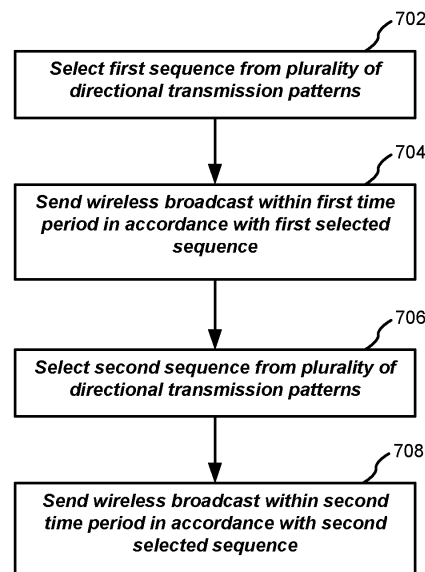 702
Select first sequence from plurality of
directional transmission patterns
704
Send wireless broadcast within first time
period in accordance with first selected
sequence
706
Select second sequence from plurality of
directional transmission patterns
708
Send wireless broadcast within second
time period in accordance with second
selected sequence